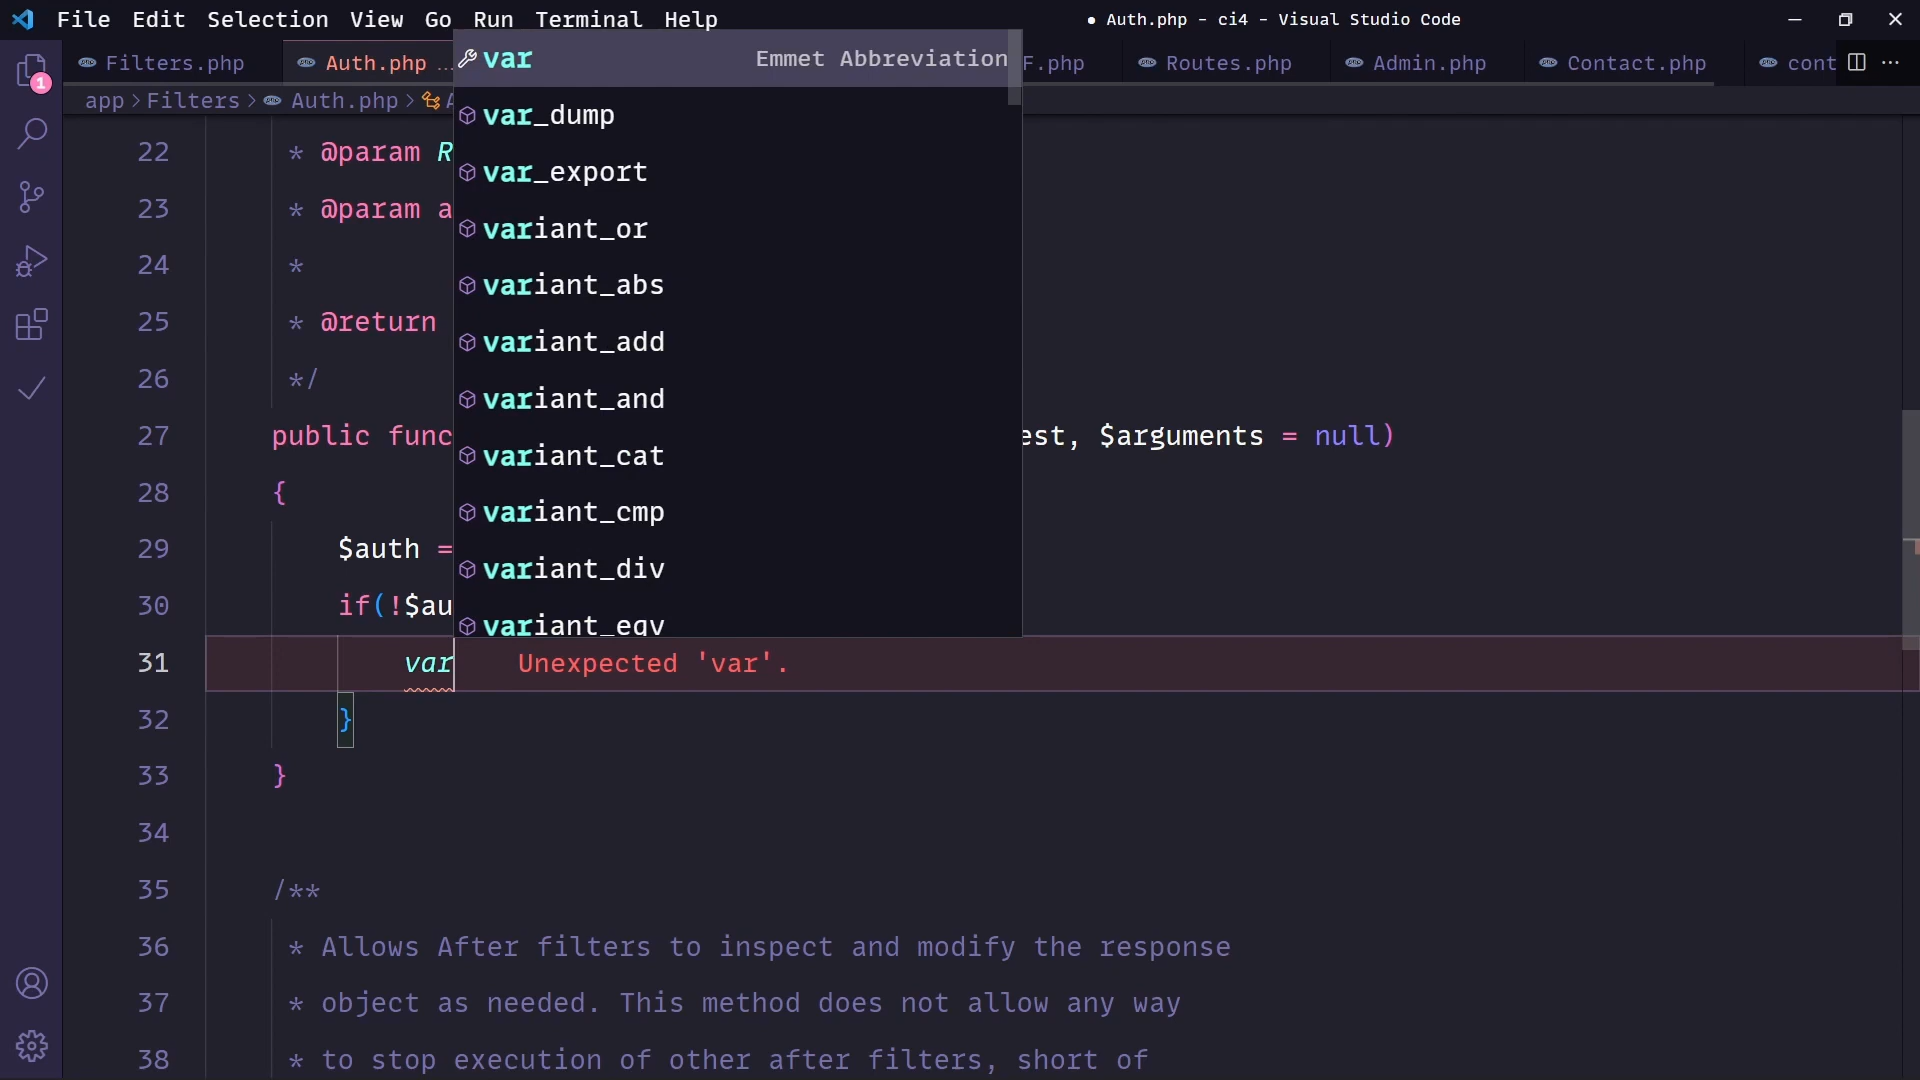 File Edit Selection View Go Run Terminal Help
● Auth.php - ci4 - Visual Studio Code
Filters.php
Auth.php ...
F.php
Routes.php
Admin.php
Contact.php
cont
1
app > Filters > Auth.php > A
var Emmet Abbreviation
var_dump
var_export
variant_or
variant_abs
variant_add
variant_and
variant_cat
variant_cmp
variant_div
variant_eqv
22 * @param R
23 * @param a
24 *
25 * @return
26 */
27 public func est, $arguments = null)
28 {
29 $auth =
30 if(!$au
31 var Unexpected 'var'.
32 }
33 }
34
35 /**
36 * Allows After filters to inspect and modify the response
37 * object as needed. This method does not allow any way
38 * to stop execution of other after filters, short of